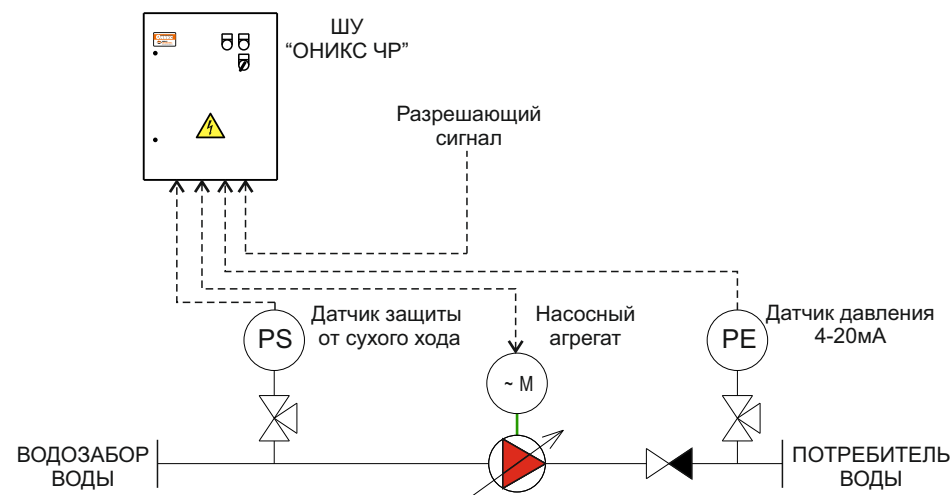 ШУ
“ОНИКС ЧР”
Разрешающий
сигнал
Датчик защиты
от сухого хода
Насосный
агрегат
Датчик давления
4-20мА
PS
PE
~ М
ВОДОЗАБОР
ВОДЫ
ПОТРЕБИТЕЛЬ
ВОДЫ